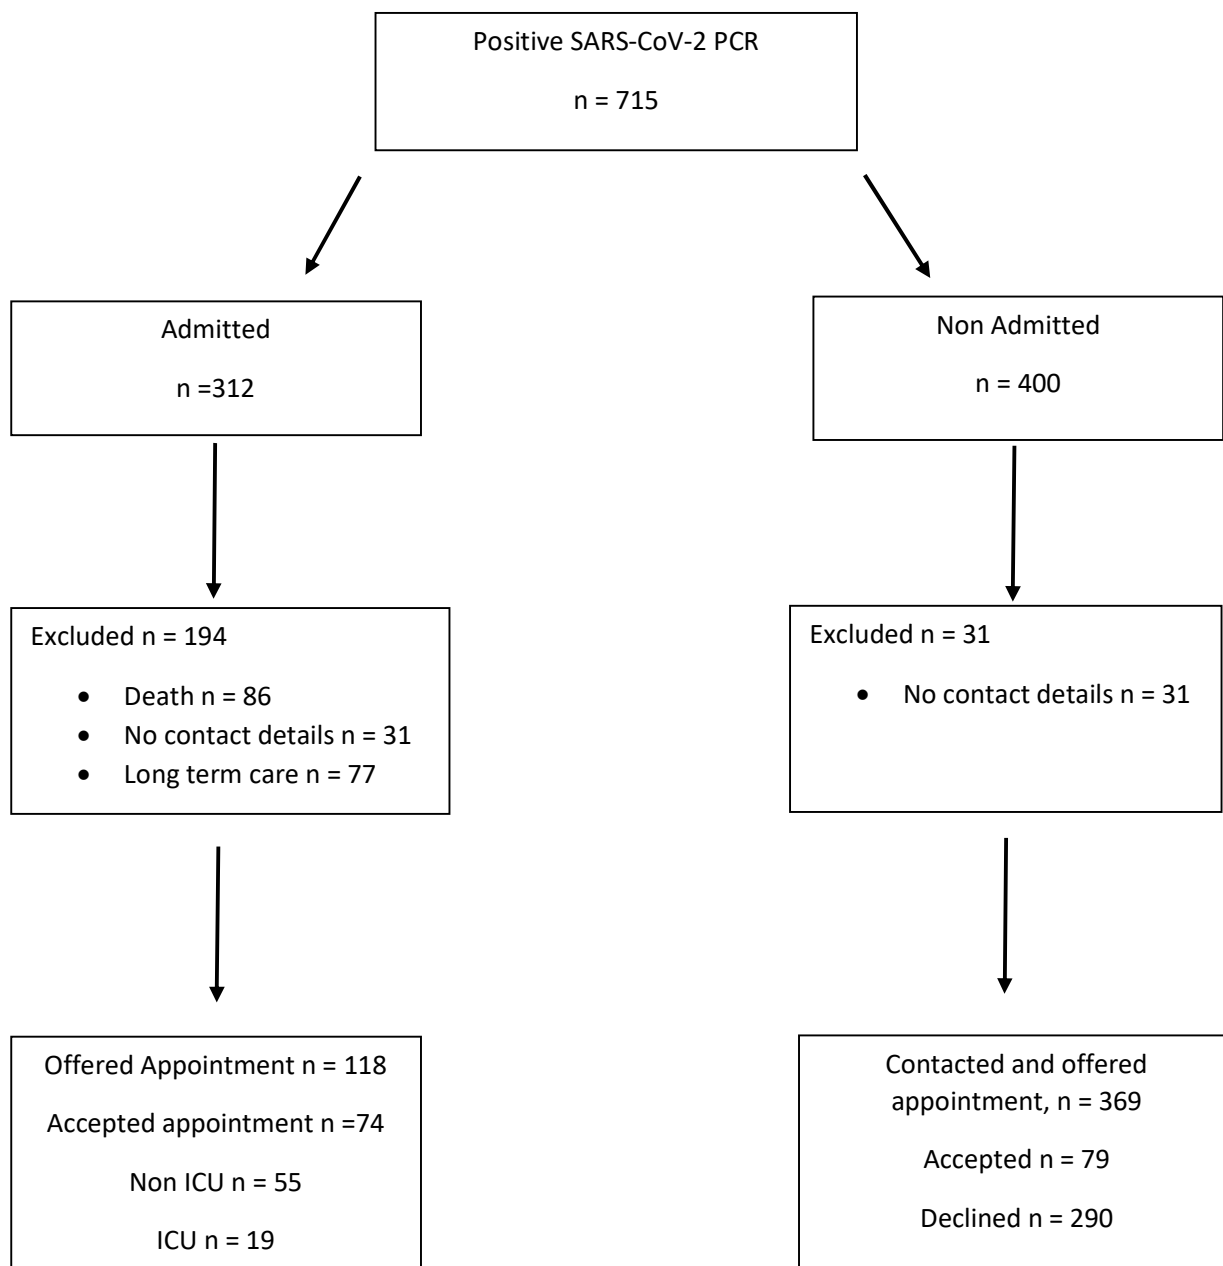 Positive SARS-CoV-2 PCR
n = 715
Admitted
n =312
Non Admitted
n = 400
Excluded n = 194
• Death n = 86
• No contact details n = 31
• Long term care n = 77
Excluded n = 31
• No contact details n = 31
Offered Appointment n = 118
Accepted appointment n =74
Non ICU n = 55
ICU n = 19
Contacted and offered
appointment, n = 369
Accepted n = 79
Declined n = 290